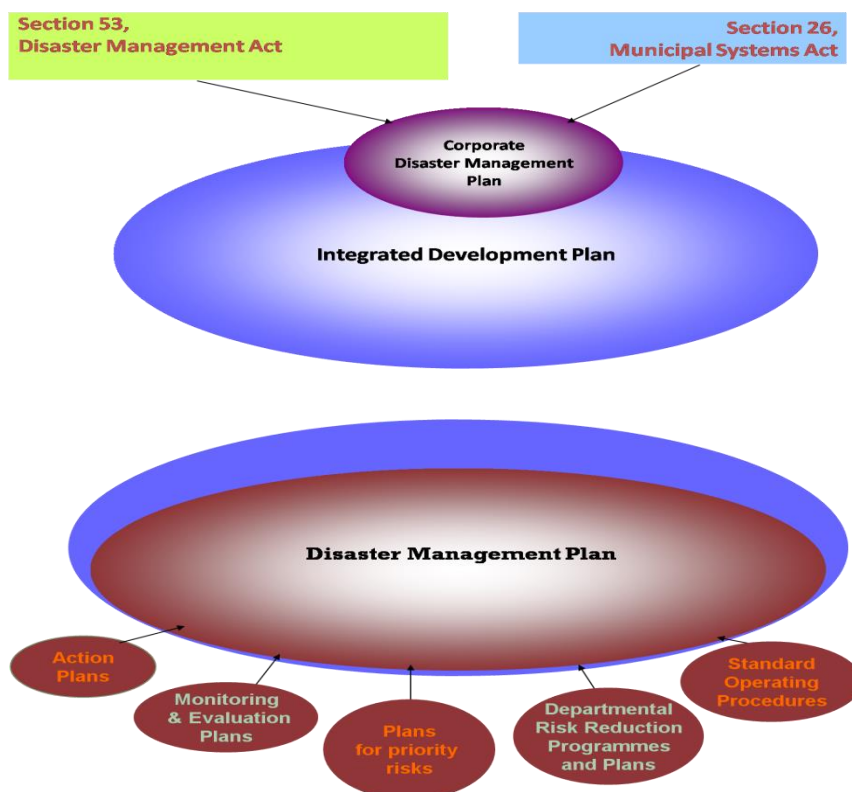 Section 53,
Disaster Management Act
Section 26,
Municipal Systems Act
Corporate
Disaster Management
Plan
Integrated Development Plan
Disaster Management Plan
Action
Plans
Monitoring
& Evaluation
Plans
Plans
for priority
risks
Departmental
Risk Reduction
Programmes
and Plans
Standard
Operating
Procedures